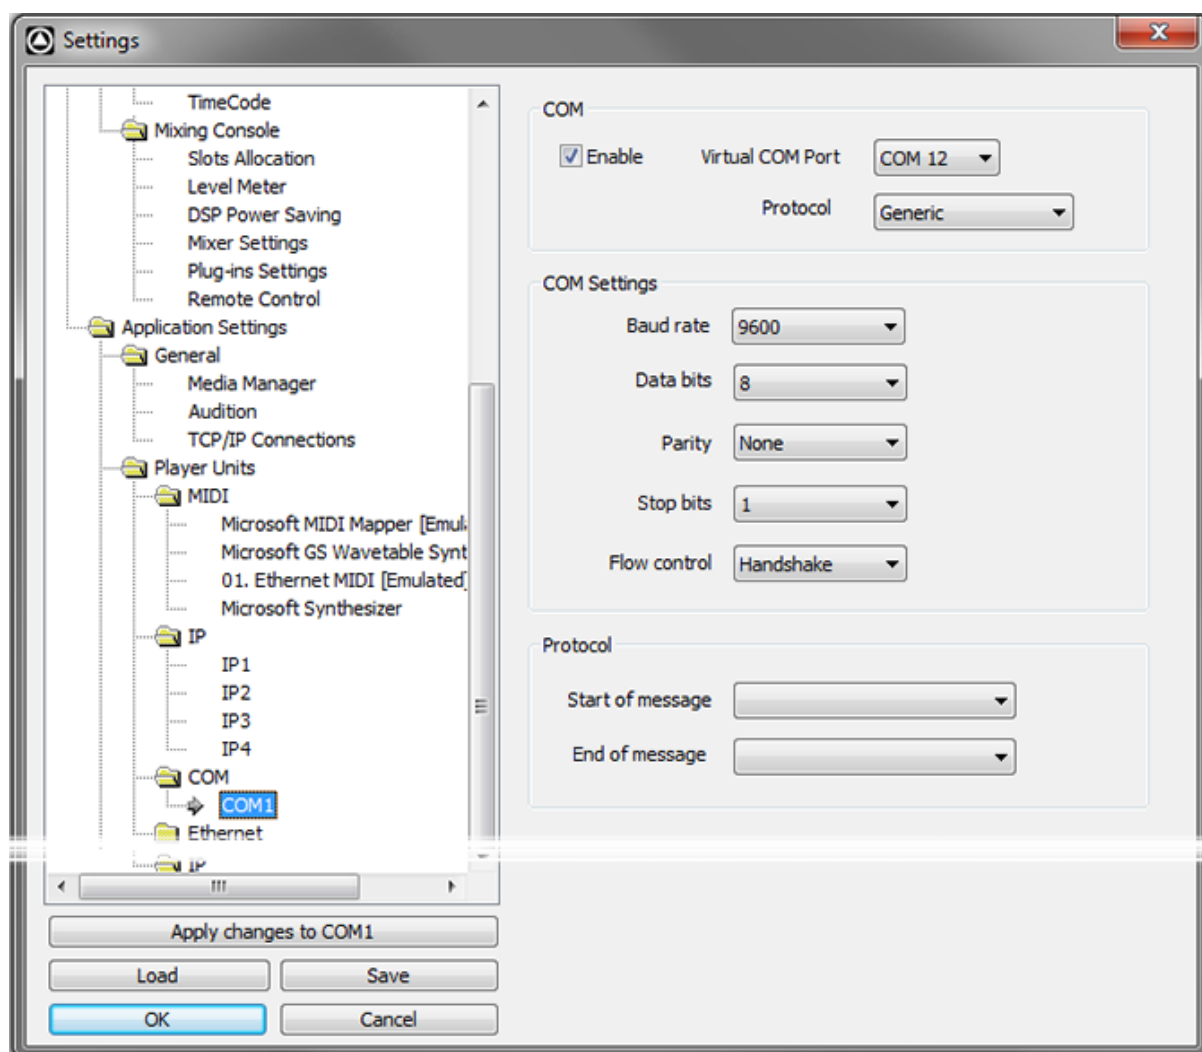 Settings
TimeCode
Mixing Console
Slots Allocation
Level Meter
DSP Power Saving
Mixer Settings
Plug-ins Settings
Remote Control
Application Settings
General
Media Manager
Audition
TCP/IP Connections
Player Units
MIDI
Microsoft MIDI Mapper [Emul
Microsoft GS Wavetable Synt
01. Ethernet MIDI [Emulated]
Microsoft Synthesizer
IP
IP1
IP2
IP3
IP4
COM
COM1
Ethernet
IP
Apply changes to COM1
Load Save
OK Cancel
COM
Enable Virtual COM Port COM 12
Protocol Generic
COM Settings
Baud rate 9600
Data bits 8
Parity None
Stop bits 1
Flow control Handshake
Protocol
Start of message
End of message